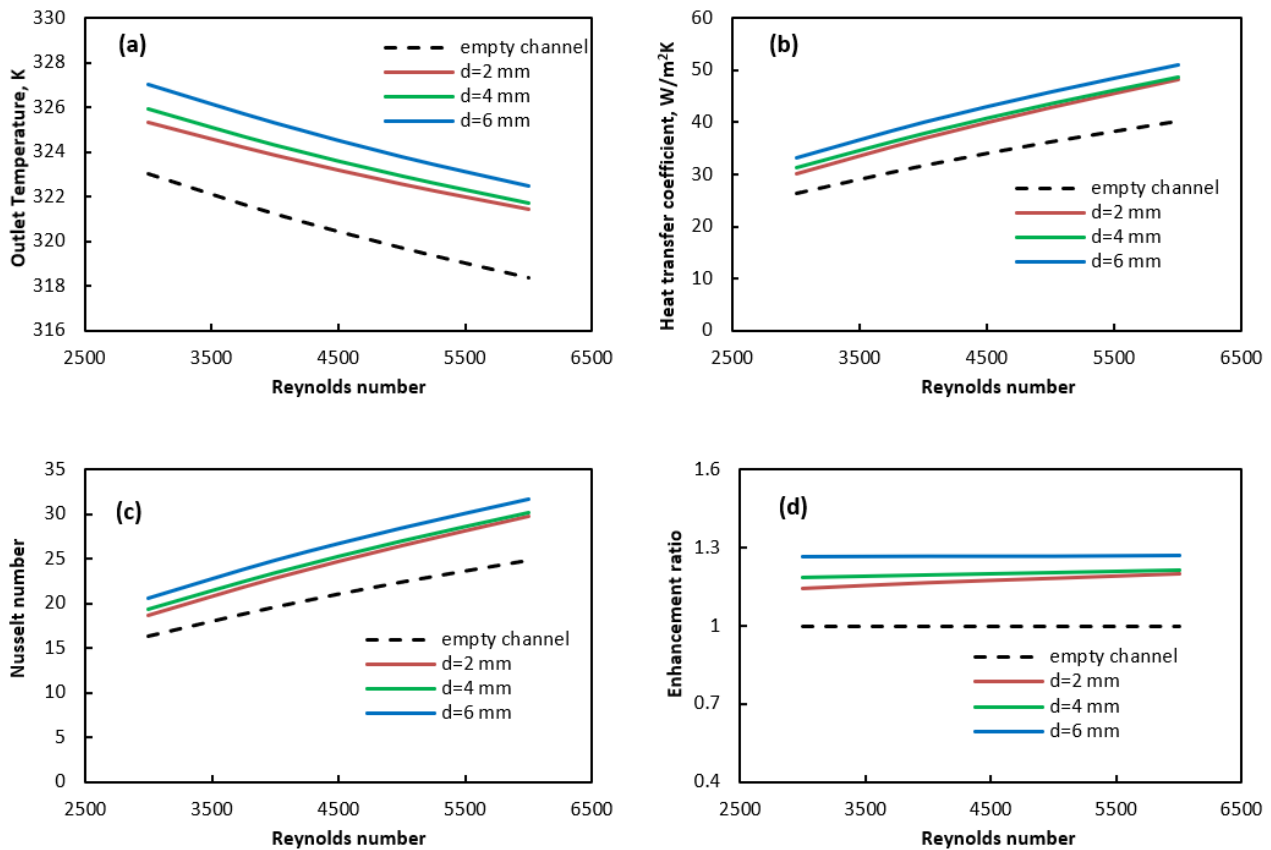 (a)
Outlet Temperature, K
330
328
326
324
322
320
318
316
empty channel
d=2 mm
d=4 mm
d=6 mm
2500 3500 4500 5500 6500
Reynolds number
(b)
Heat transfer coefficient, W/m²K
60
50
40
30
20
10
0
empty channel
d=2 mm
d=4 mm
d=6 mm
2500 3500 4500 5500 6500
Reynolds number
(c)
Nusselt number
35
30
25
20
15
10
5
0
empty channel
d=2 mm
d=4 mm
d=6 mm
2500 3500 4500 5500 6500
Reynolds number
(d)
Enhancement ratio
1.6
1.3
1
0.7
0.4
empty channel
d=2 mm
d=4 mm
d=6 mm
2500 3500 4500 5500 6500
Reynolds number